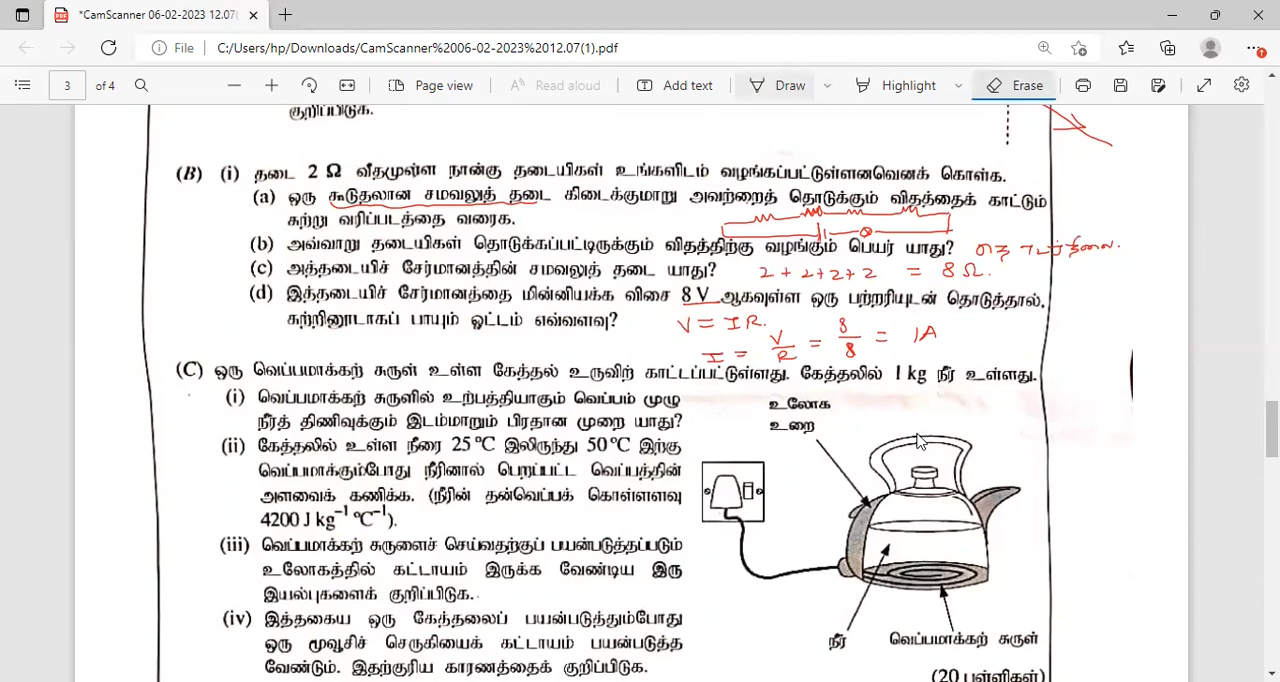 *CamScanner 06-02-2023 12.07(
File C:/Users/hp/Downloads/CamScanner%2006-02-2023%2012.07(1).pdf
3 of 4 Page view Read aloud Add text Draw Highlight Erase
குறிப்பிடுக.
(B) (i) தடை 2 Ω வீதமுள்ள நான்கு தடையிகள் உங்களிடம் வழங்கப்பட்டுள்ளனவெனக் கொள்க.
(a) ஒரு கூடுதலான சமவலுத் தடை கிடைக்குமாறு அவற்றைத் தொடுக்கும் விதத்தைக் காட்டும்
சுற்று வரிப்படத்தை வரைக.
(b) அவ்வாறு தடையிகள் தொடுக்கப்பட்டிருக்கும் விதத்திற்கு வழங்கும் பெயர் யாது?
(c) அத்தடையிச் சேர்மானத்தின் சமவலுத் தடை யாது? 2 + 2+2+2 = 8 Ω.
(d) இத்தடையிச் சேர்மானத்தை மின்னியக்க விசை 8 V ஆகவுள்ள ஒரு பற்றரியுடன் தொடுத்தால்,
சுற்றினூடாகப் பாயும் ஓட்டம் எவ்வளவு? V = IR.
I = V/R = 8/8 = 1A
(C) ஒரு வெப்பமாக்கற் சுருள் உள்ள கேத்தல் உருவிற் காட்டப்பட்டுள்ளது. கேத்தலில் 1 kg நீர் உள்ளது.
(i) வெப்பமாக்கற் சுருளில் உற்பத்தியாகும் வெப்பம் முழு
நீர்த் திணிவுக்கும் இடம்மாறும் பிரதான முறை யாது?
(ii) கேத்தலில் உள்ள நீரை 25 °C இலிருந்து 50 °C இற்கு
வெப்பமாக்கும்போது நீரினால் பெறப்பட்ட வெப்பத்தின்
அளவைக் கணிக்க. (நீரின் தன்வெப்பக் கொள்ளளவு
4200 J kg⁻¹ °C⁻¹).
(iii) வெப்பமாக்கற் சுருளைச் செய்வதற்குப் பயன்படுத்தப்படும்
உலோகத்தில் கட்டாயம் இருக்க வேண்டிய இரு
இயல்புகளைக் குறிப்பிடுக.
(iv) இத்தகைய ஒரு கேத்தலைப் பயன்படுத்தும்போது
ஒரு மூவூசிச் செருகியைக் கட்டாயம் பயன்படுத்த
வேண்டும். இதற்குரிய காரணத்தைக் குறிப்பிடுக.
உலோக
உறை
நீர்
வெப்பமாக்கற் சுருள்
(20 புள்ளிகள்)